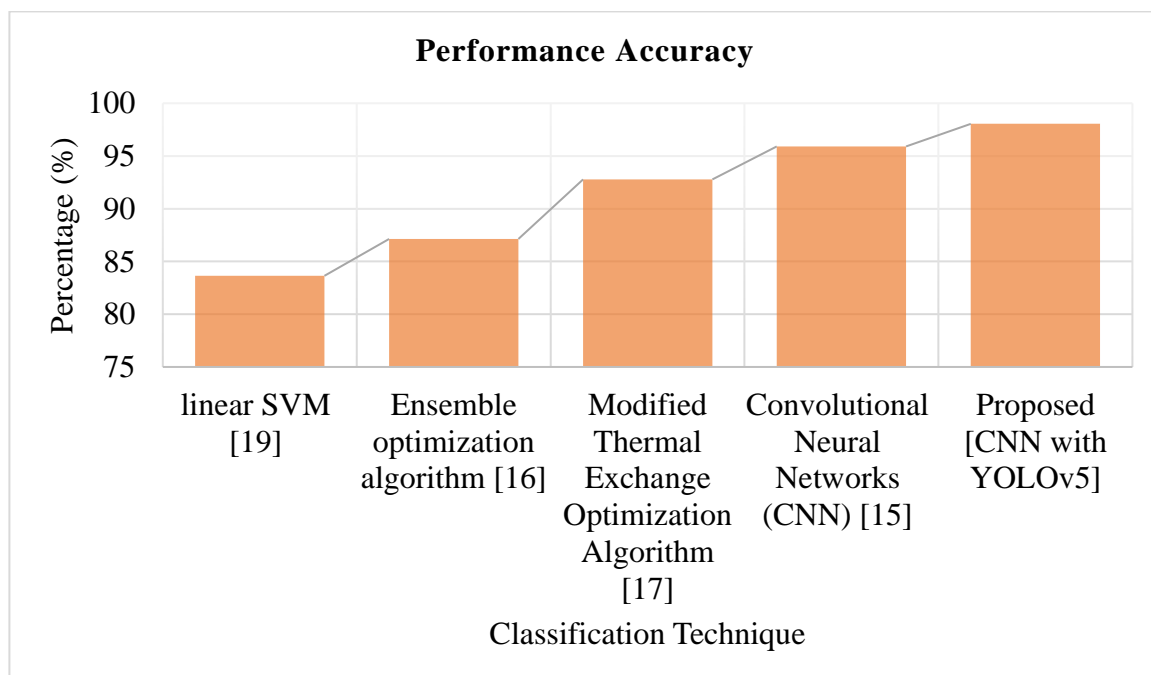 Performance Accuracy
Percentage (%)
100
95
90
85
80
75
linear SVM
[19]
Ensemble
optimization
algorithm [16]
Modified
Thermal
Exchange
Optimization
Algorithm
[17]
Convolutional
Neural
Networks
(CNN) [15]
Proposed
[CNN with
YOLOv5]
Classification Technique